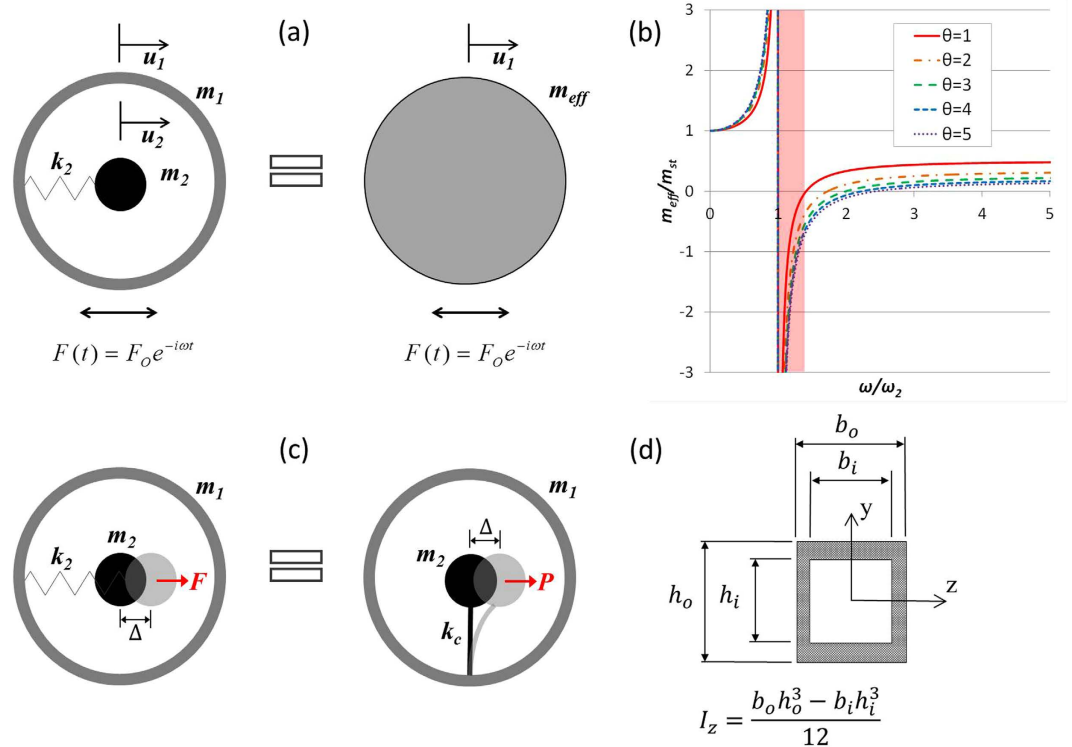 (a)
u1
m1
u2
k2
m2
F(t) = F_O e^{-iωt}
u1
meff
F(t) = F_O e^{-iωt}
(b)
θ=1
θ=2
θ=3
θ=4
θ=5
3
2
1
0
-1
-2
-3
0 1 2 3 4 5
meff/mst
ω/ω2
(c)
m1
m2
k2
F
Δ
m1
Δ
m2
P
kc
(d)
bo
bi
y
ho
hi
z
Iz = (bo ho^3 − bi hi^3)/12